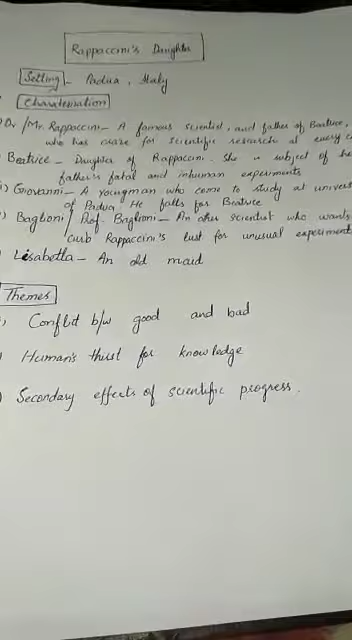 Rappaccini's Daughter
Setting - Padua, Italy
Characterisation
Dr/Mr. Rappaccini - A famous scientist, and father of Beatrice,
who has craze for scientific research at every
Beatrice - Daughter of Rappaccini. She is subject of her
father's fatal and inhuman experiments
i) Giovanni - A youngman who come to study at
of Padua. He falls for Beatrice
) Baglioni / Prof. Baglioni - An other scientist who wants
curb Rappaccini's lust for unusual experiment
) Lisabetta - An old maid
Themes
) Conflict b/w good and bad
) Human's thirst for knowledge
) Secondary effects of scientific progress.